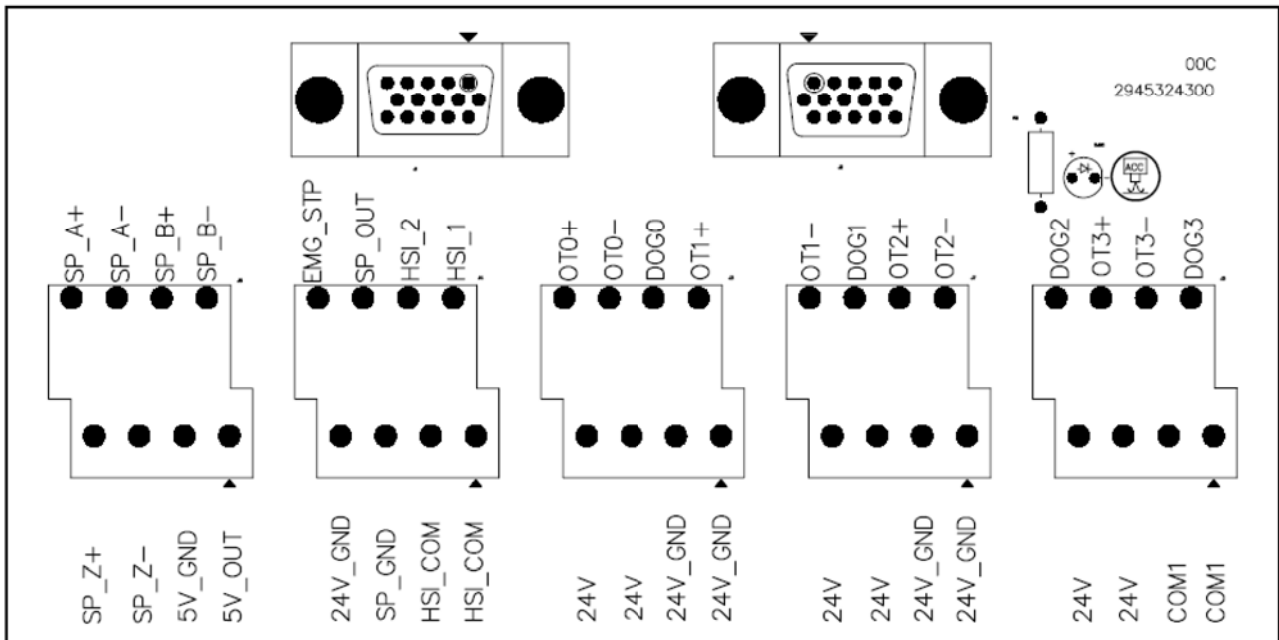 00C
2945324300
ACC
SP_A+
SP_A-
SP_B+
SP_B-
EMG_STP
SP_OUT
HSI_2
HSI_1
OT0+
OT0-
DOG0
OT1+
OT1-
DOG1
OT2+
OT2-
DOG2
OT3+
OT3-
DOG3
SP_Z+
SP_Z-
5V_GND
5V_OUT
24V_GND
SP_GND
HSI_COM
HSI_COM
24V
24V
24V_GND
24V_GND
24V
24V
24V_GND
24V_GND
24V
24V
COM1
COM1